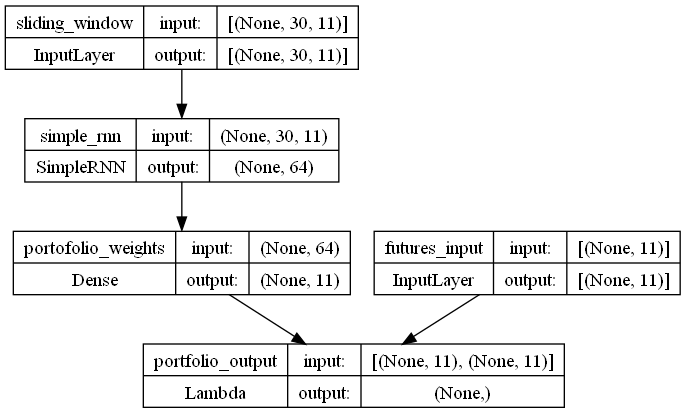 sliding_window input: [(None, 30, 11)]
InputLayer output: [(None, 30, 11)]
simple_rnn input: (None, 30, 11)
SimpleRNN output: (None, 64)
portofolio_weights input: (None, 64)
Dense output: (None, 11)
futures_input input: [(None, 11)]
InputLayer output: [(None, 11)]
portfolio_output input: [(None, 11), (None, 11)]
Lambda output: (None,)